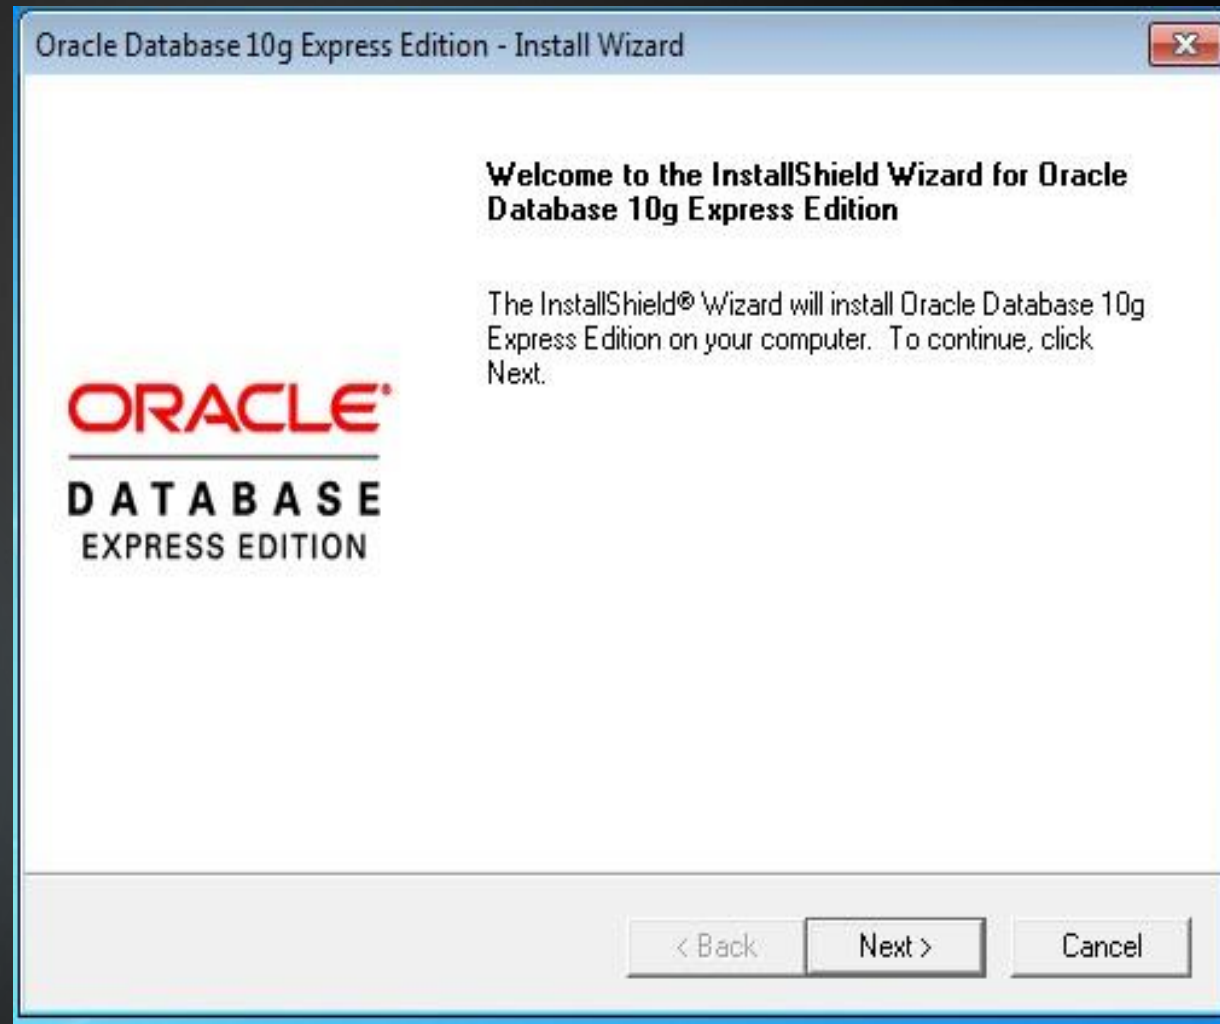 Oracle Database 10g Express Edition - Install Wizard
Welcome to the InstallShield Wizard for Oracle
Database 10g Express Edition
The InstallShield® Wizard will install Oracle Database 10g
Express Edition on your computer. To continue, click
Next.
ORACLE
DATABASE
EXPRESS EDITION
< Back
Next >
Cancel